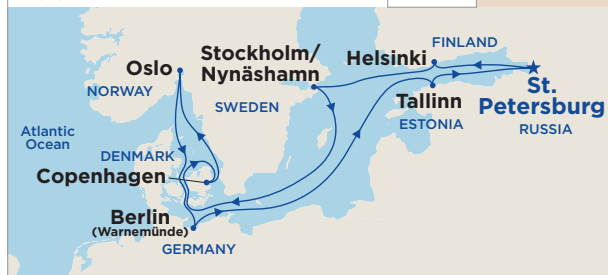 Stockholm/
Nynäshamn
Helsinki
FINLAND
Oslo
NORWAY
SWEDEN
Tallinn
ESTONIA
St.
Petersburg
RUSSIA
Atlantic
Ocean
DENMARK
Copenhagen
Berlin
(Warnemünde)
GERMANY